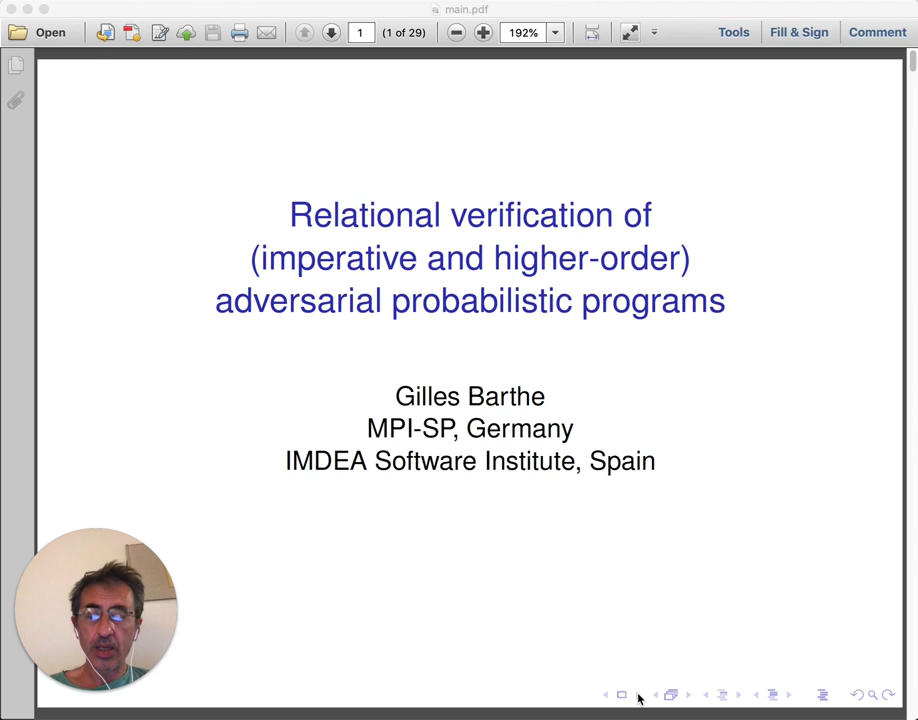 main.pdf
Open
1
(1 of 29)
192%
Tools
Fill & Sign
Comment
Relational verification of
(imperative and higher-order)
adversarial probabilistic programs
Gilles Barthe
MPI-SP, Germany
IMDEA Software Institute, Spain